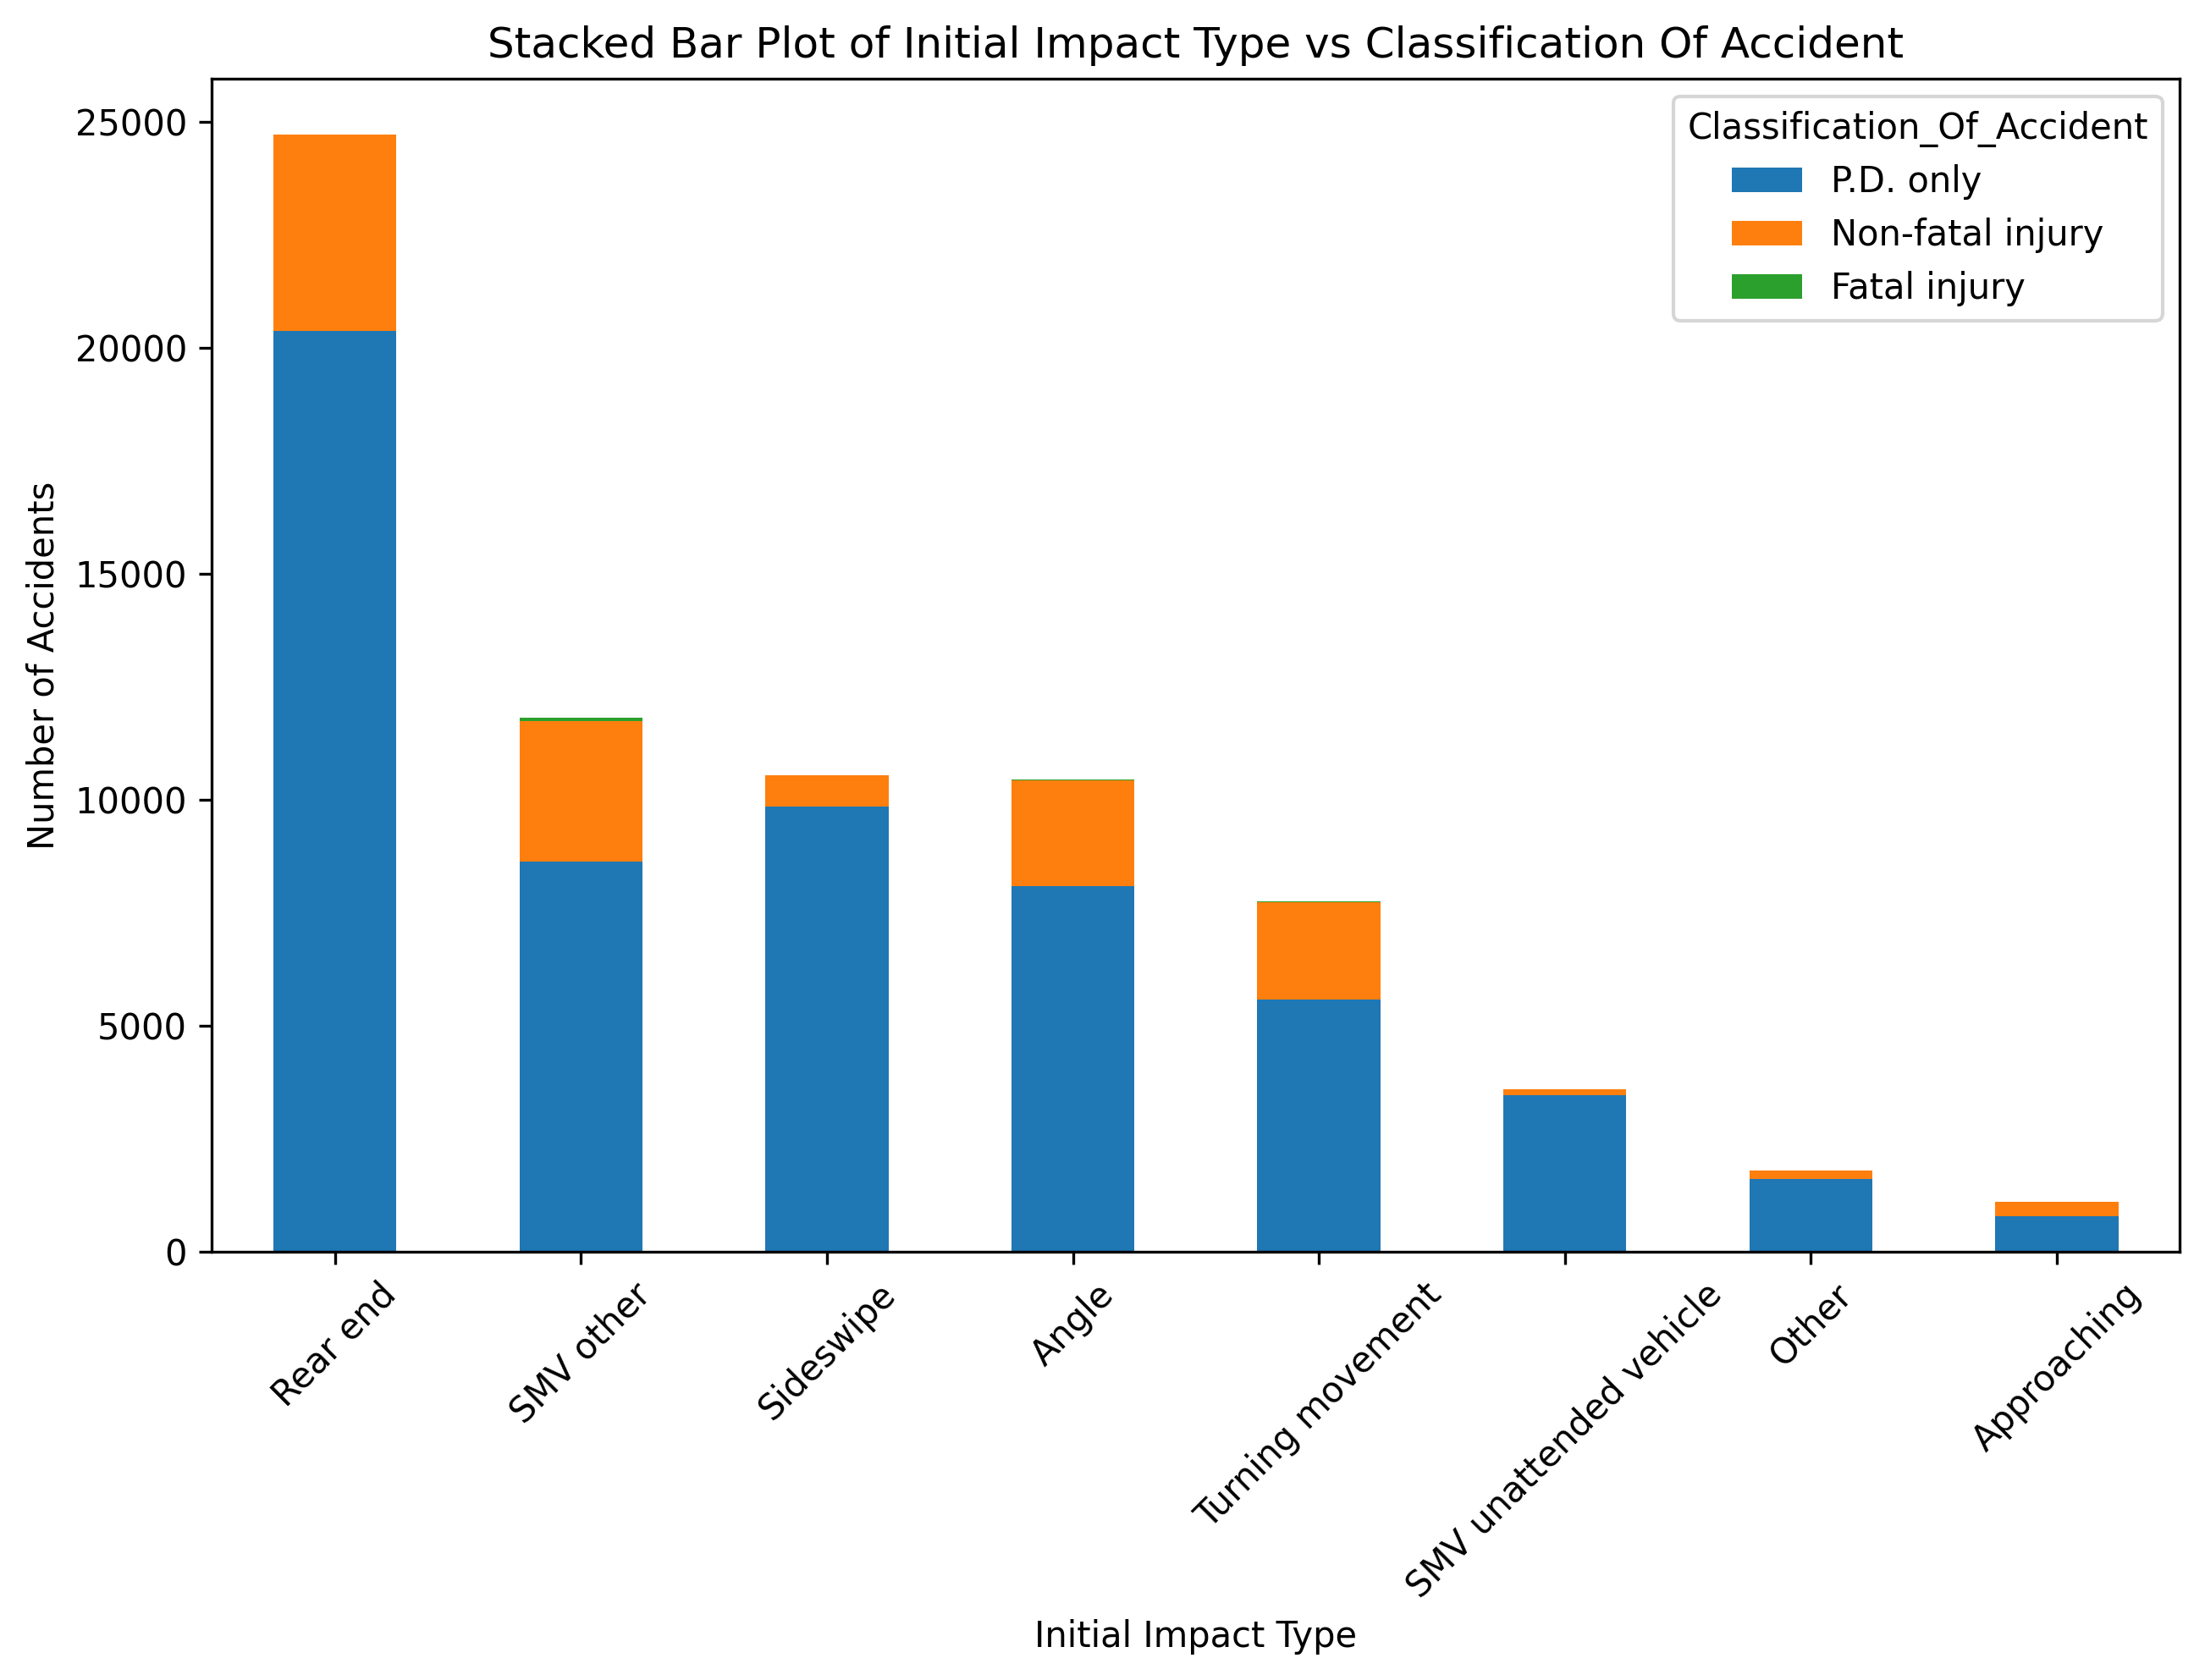 Stacked Bar Plot of Initial Impact Type vs Classification Of Accident
Number of Accidents
25000
20000
15000
10000
5000
0
Classification_Of_Accident
P.D. only
Non-fatal injury
Fatal injury
Rear end
SMV other
Sideswipe
Angle
Turning movement
SMV unattended vehicle
Other
Approaching
Initial Impact Type